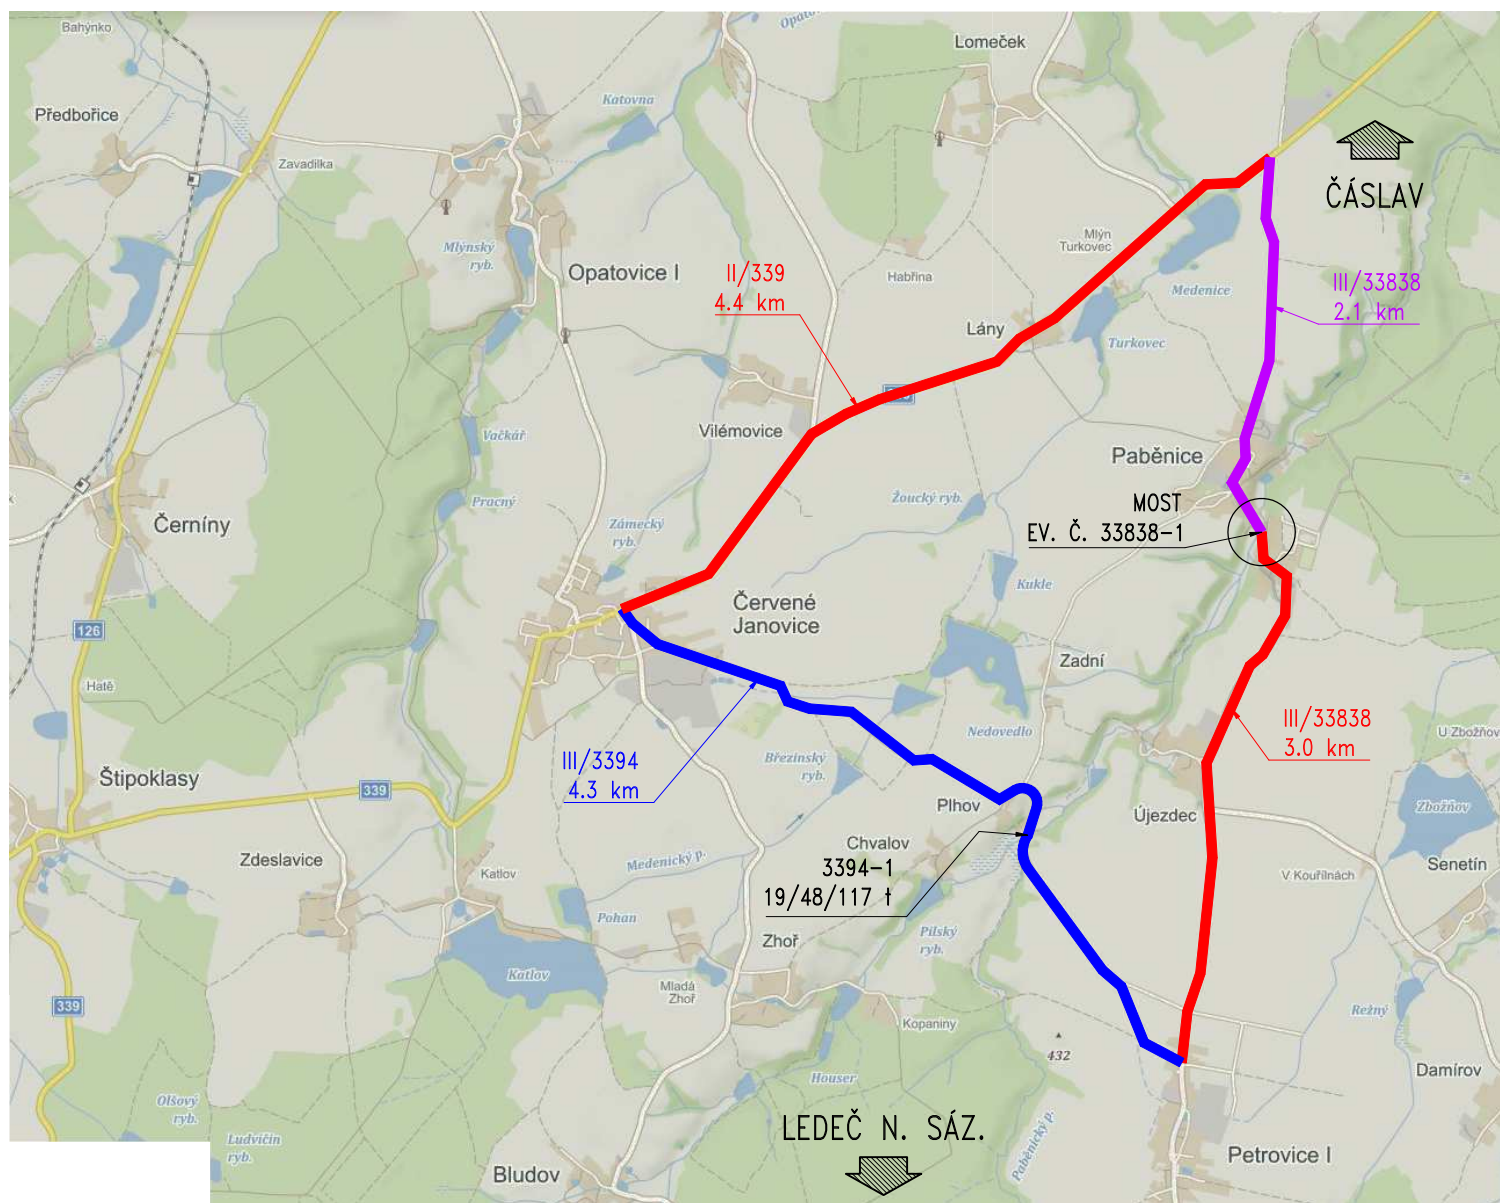 Bahýnko
Opatov
Lomeček
Předbořice
Katovna
Zavadilka
ČÁSLAV
Mlýnský
ryb.
Opatovice I
Mlýn
Turkovec
Habřina
Medenice
II/339
4.4 km
III/33838
2.1 km
Lány
Turkovec
Vilémovice
Vačkář
Paběnice
Pracný
Žoucký ryb.
MOST
EV. Č. 33838-1
Černíny
Zámecký
ryb.
Kukle
Červené
Janovice
126
Zadní
Hatě
Nedovedlo
III/33838
3.0 km
U Zbožňov
III/3394
4.3 km
Březinský
ryb.
Štipoklasy
339
Plhov
Újezdec
Zbožňov
Chvalov
3394-1
19/48/117 t
Zdeslavice
Medenický p.
Katlov
V Kouřílnách
Senetín
Pohan
Zhoř
Pilský
ryb.
Katlov
Mladá
Zhoř
339
Kopaniny
Režný
432
Damírov
Houser
Olšový
ryb.
LEDEČ N. SÁZ.
Paběnický p.
Ludvičin
ryb.
Petrovice I
Bludov